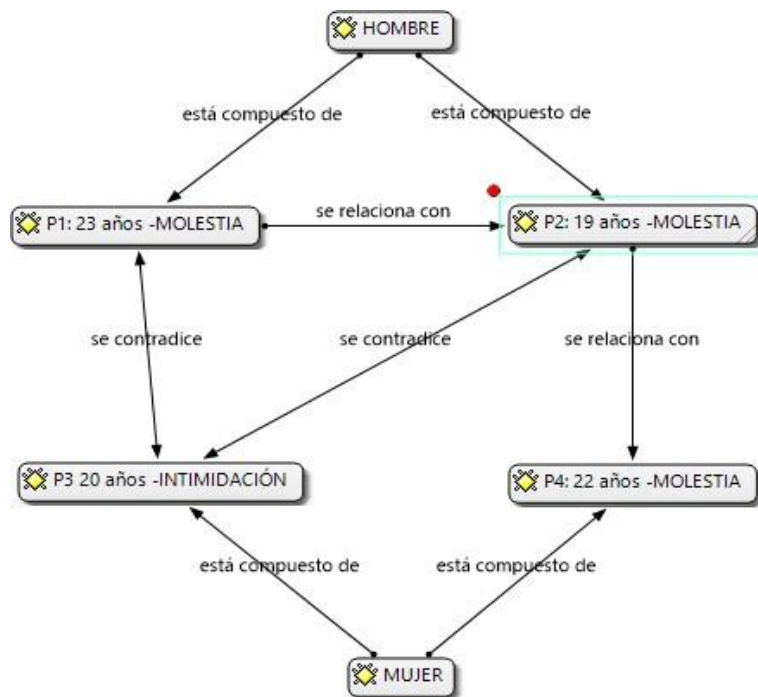 HOMBRE
está compuesto de
está compuesto de
P1: 23 años -MOLESTIA
se relaciona con
P2: 19 años -MOLESTIA
se contradice
se contradice
se relaciona con
P3 20 años -INTIMIDACIÓN
P4: 22 años -MOLESTIA
está compuesto de
está compuesto de
MUJER